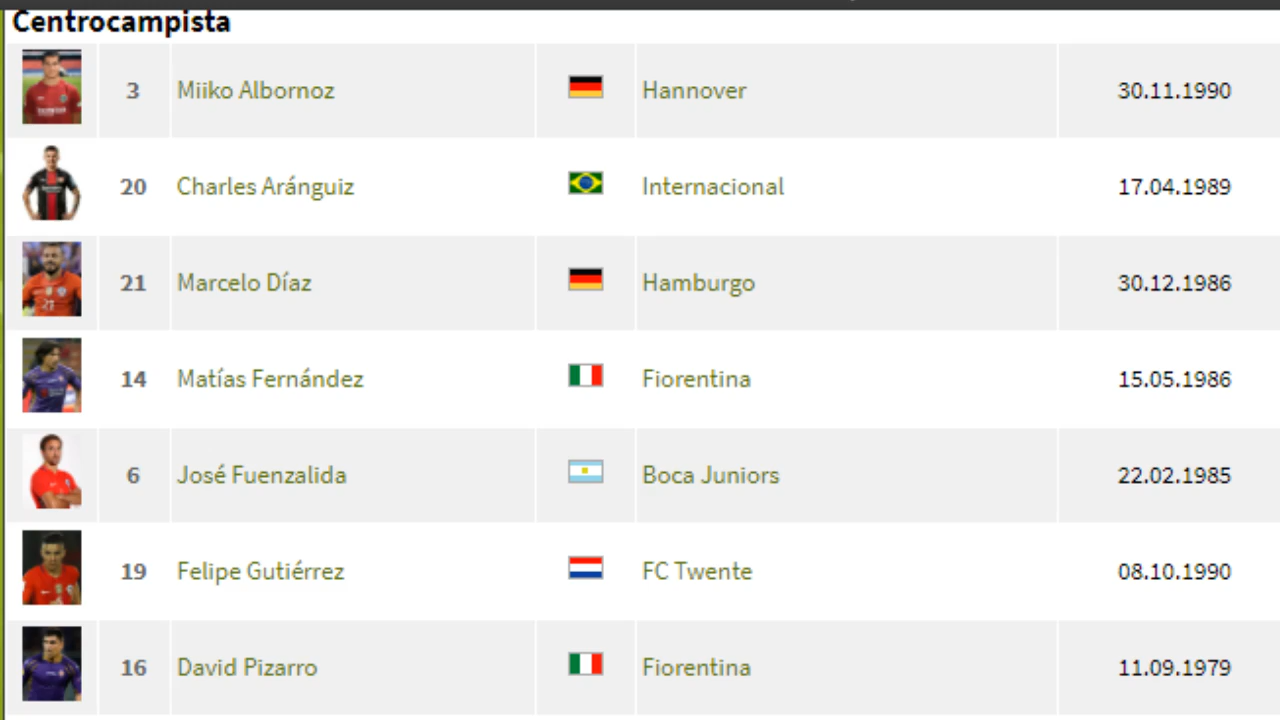 Centrocampista
3 Miiko Albornoz Hannover 30.11.1990
20 Charles Aránguiz Internacional 17.04.1989
21 Marcelo Díaz Hamburgo 30.12.1986
14 Matías Fernández Fiorentina 15.05.1986
6 José Fuenzalida Boca Juniors 22.02.1985
19 Felipe Gutiérrez FC Twente 08.10.1990
16 David Pizarro Fiorentina 11.09.1979